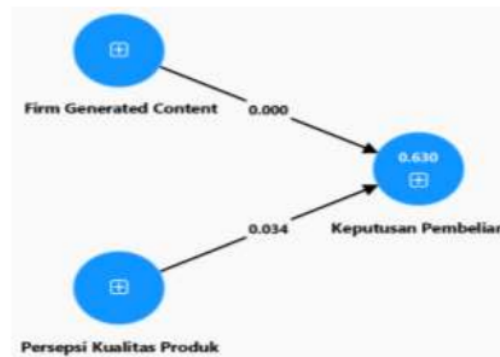 Firm Generated Content
0.000
0.630
Keputusan Pembelian
0.034
Persepsi Kualitas Produk